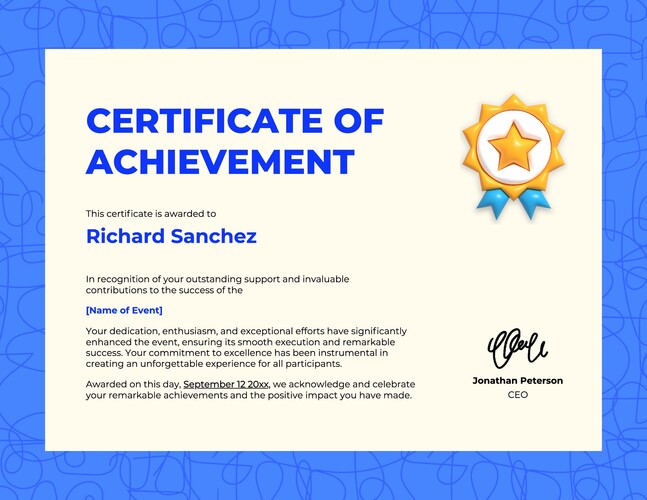 CERTIFICATE OF
ACHIEVEMENT
This certificate is awarded to
Richard Sanchez
In recognition of your outstanding support and invaluable
contributions to the success of the
[Name of Event]
Your dedication, enthusiasm, and exceptional efforts have significantly
enhanced the event, ensuring its smooth execution and remarkable
success. Your commitment to excellence has been instrumental in
creating an unforgettable experience for all participants.
Awarded on this day, September 12 20xx, we acknowledge and celebrate
your remarkable achievements and the positive impact you have made.
Jonathan Peterson
CEO